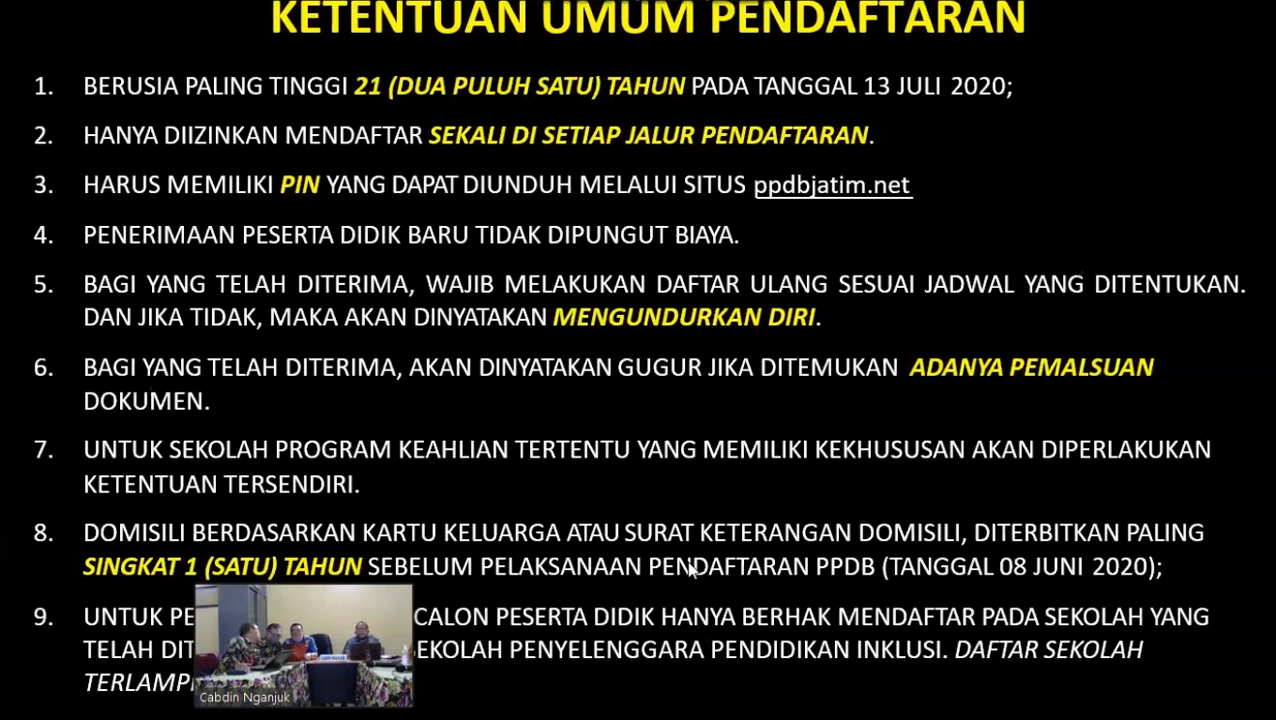 KETENTUAN UMUM PENDAFTARAN
1. BERUSIA PALING TINGGI 21 (DUA PULUH SATU) TAHUN PADA TANGGAL 13 JULI 2020;
2. HANYA DIIZINKAN MENDAFTAR SEKALI DI SETIAP JALUR PENDAFTARAN.
3. HARUS MEMILIKI PIN YANG DAPAT DIUNDUH MELALUI SITUS ppdbjatim.net
4. PENERIMAAN PESERTA DIDIK BARU TIDAK DIPUNGUT BIAYA.
5. BAGI YANG TELAH DITERIMA, WAJIB MELAKUKAN DAFTAR ULANG SESUAI JADWAL YANG DITENTUKAN.
DAN JIKA TIDAK, MAKA AKAN DINYATAKAN MENGUNDURKAN DIRI.
6. BAGI YANG TELAH DITERIMA, AKAN DINYATAKAN GUGUR JIKA DITEMUKAN ADANYA PEMALSUAN
DOKUMEN.
7. UNTUK SEKOLAH PROGRAM KEAHLIAN TERTENTU YANG MEMILIKI KEKHUSUSAN AKAN DIPERLAKUKAN
KETENTUAN TERSENDIRI.
8. DOMISILI BERDASARKAN KARTU KELUARGA ATAU SURAT KETERANGAN DOMISILI, DITERBITKAN PALING
SINGKAT 1 (SATU) TAHUN SEBELUM PELAKSANAAN PENDAFTARAN PPDB (TANGGAL 08 JUNI 2020);
9. UNTUK CALON PESERTA DIDIK HANYA BERHAK MENDAFTAR PADA SEKOLAH YANG
TELAH SEKOLAH PENYELENGGARA PENDIDIKAN INKLUSI. DAFTAR SEKOLAH
Cabdin Nganjuk